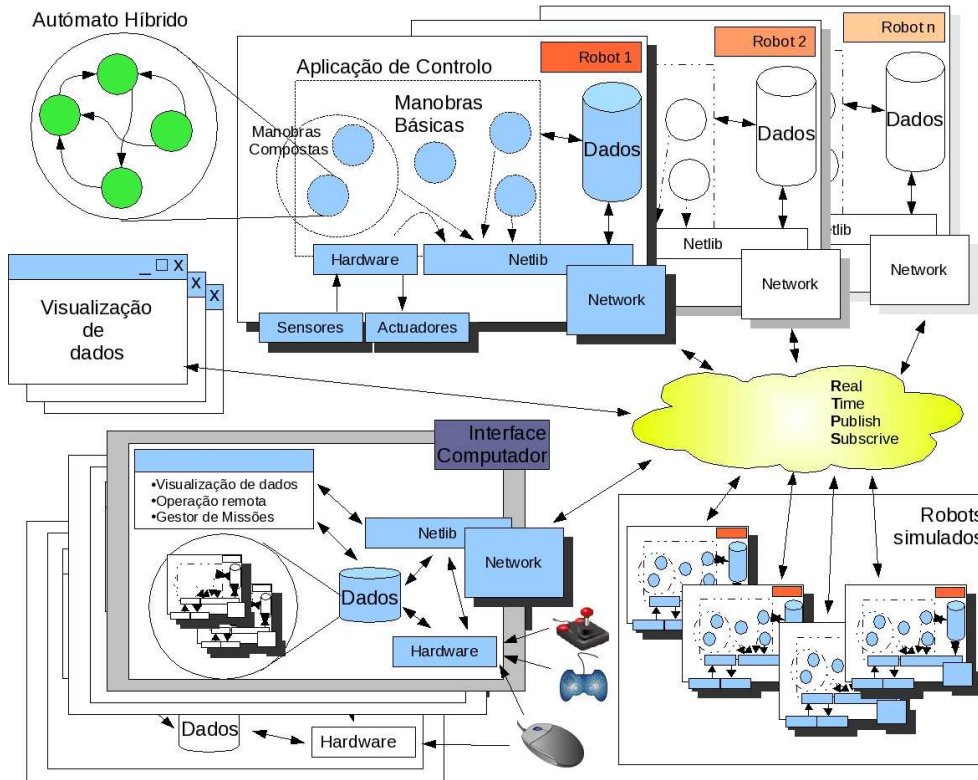 Autómato Híbrido
Robot 1
Robot 2
Robot n
Aplicação de Controlo
Manobras
Básicas
Manobras
Compostas
Dados
Dados
Dados
Hardware
Netlib
Netlib
Netlib
Network
Network
Network
Sensores
Actuadores
_ □ X
X
X
Visualização
de
dados
Real
Time
Publish
Subscrive
Interface
Computador
•Visualização de dados
•Operação remota
•Gestor de Missões
Netlib
Network
Dados
Hardware
Dados
Hardware
Robots
simulados